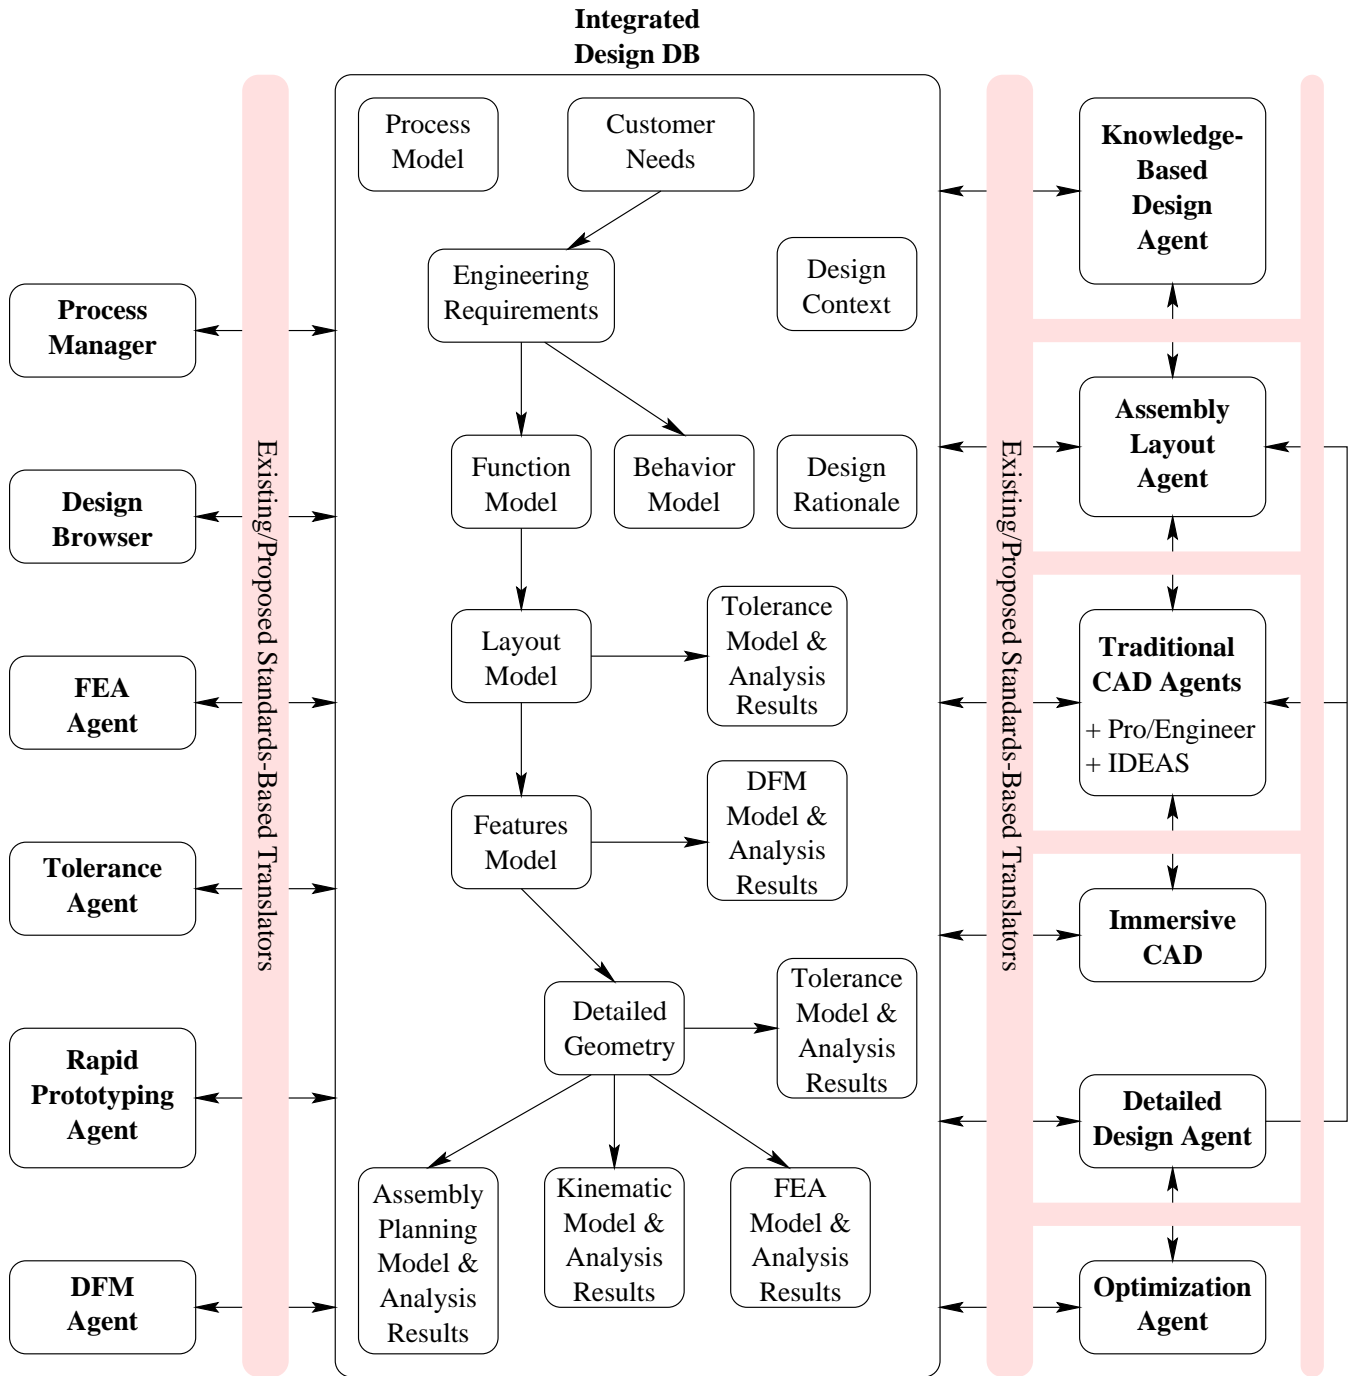 Integrated
Design DB
Process
Model
Customer
Needs
Engineering
Requirements
Design
Context
Function
Model
Behavior
Model
Design
Rationale
Layout
Model
Tolerance
Model &
Analysis
Results
Features
Model
DFM
Model &
Analysis
Results
Detailed
Geometry
Tolerance
Model &
Analysis
Results
Assembly
Planning
Model &
Analysis
Results
Kinematic
Model &
Analysis
Results
FEA
Model &
Analysis
Results
Process
Manager
Design
Browser
FEA
Agent
Tolerance
Agent
Rapid
Prototyping
Agent
DFM
Agent
Existing/Proposed Standards-Based Translators
Existing/Proposed Standards-Based Translators
Knowledge-
Based
Design
Agent
Assembly
Layout
Agent
Traditional
CAD Agents
+ Pro/Engineer
+ IDEAS
Immersive
CAD
Detailed
Design Agent
Optimization
Agent